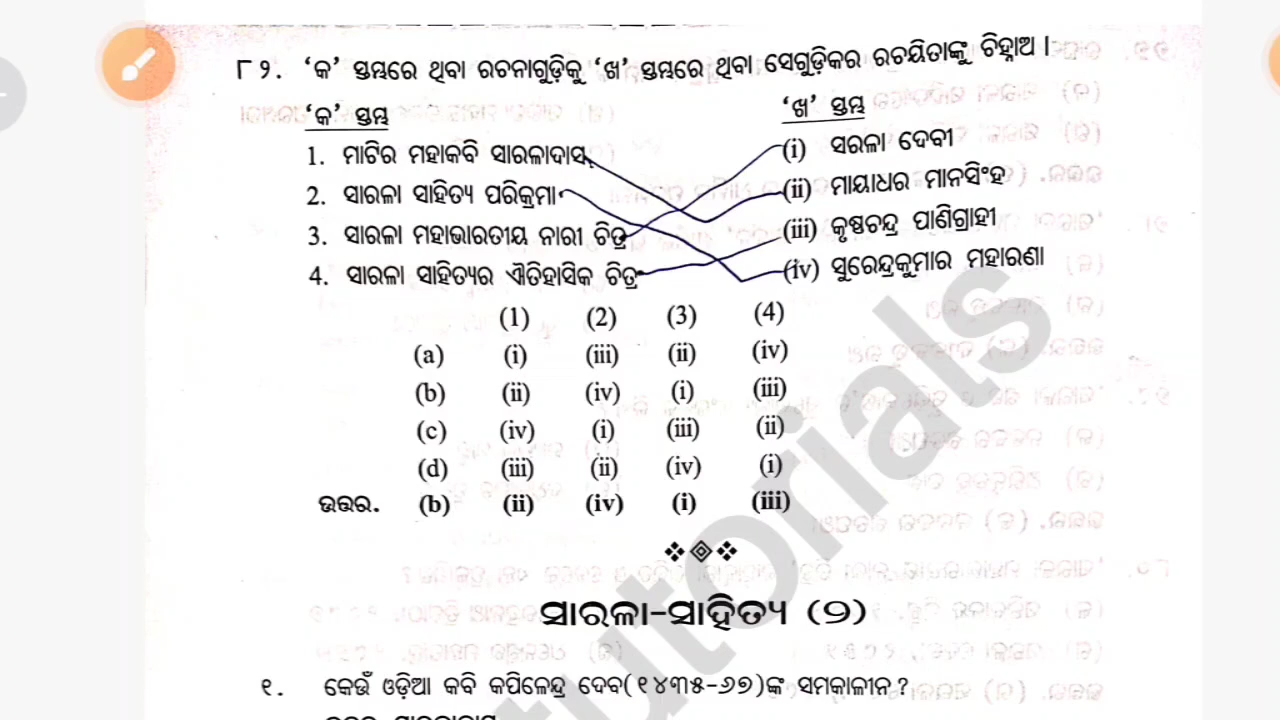 ୮୨. ‘କ’ ସ୍ତମ୍ଭରେ ଥିବା ରଚନାଗୁଡ଼ିକୁ ‘ଖ’ ସ୍ତମ୍ଭରେ ଥିବା ସେଗୁଡ଼ିକର ରଚୟିତାଙ୍କୁ ଚିହ୍ନାଅ ।
‘କ’ ସ୍ତମ୍ଭ ‘ଖ’ ସ୍ତମ୍ଭ
1. ମାଟିର ମହାକବି ସାରଳାଦାସ (i) ସରଳା ଦେବୀ
2. ସାରଳା ସାହିତ୍ୟ ପରିକ୍ରମା (ii) ମାୟାଧର ମାନସିଂହ
3. ସାରଳା ମହାଭାରତୀୟ ନାରୀ ଚିତ୍ର (iii) କୃଷ୍ଣଚନ୍ଦ୍ର ପାଣିଗ୍ରାହୀ
4. ସାରଳା ସାହିତ୍ୟର ଐତିହାସିକ ଚିତ୍ର (iv) ସୁରେନ୍ଦ୍ରକୁମାର ମହାରଣା
(1) (2) (3) (4)
(a) (i) (iii) (ii) (iv)
(b) (ii) (iv) (i) (iii)
(c) (iv) (i) (iii) (ii)
(d) (iii) (ii) (iv) (i)
ଉତ୍ତର. (b) (ii) (iv) (i) (iii)
ସାରଳା-ସାହିତ୍ୟ (୨)
୧. କେଉଁ ଓଡ଼ିଆ କବି କପିଳେନ୍ଦ୍ର ଦେବ(୧୪୩୫-୬୭)ଙ୍କ ସମକାଳୀନ ?
utorials